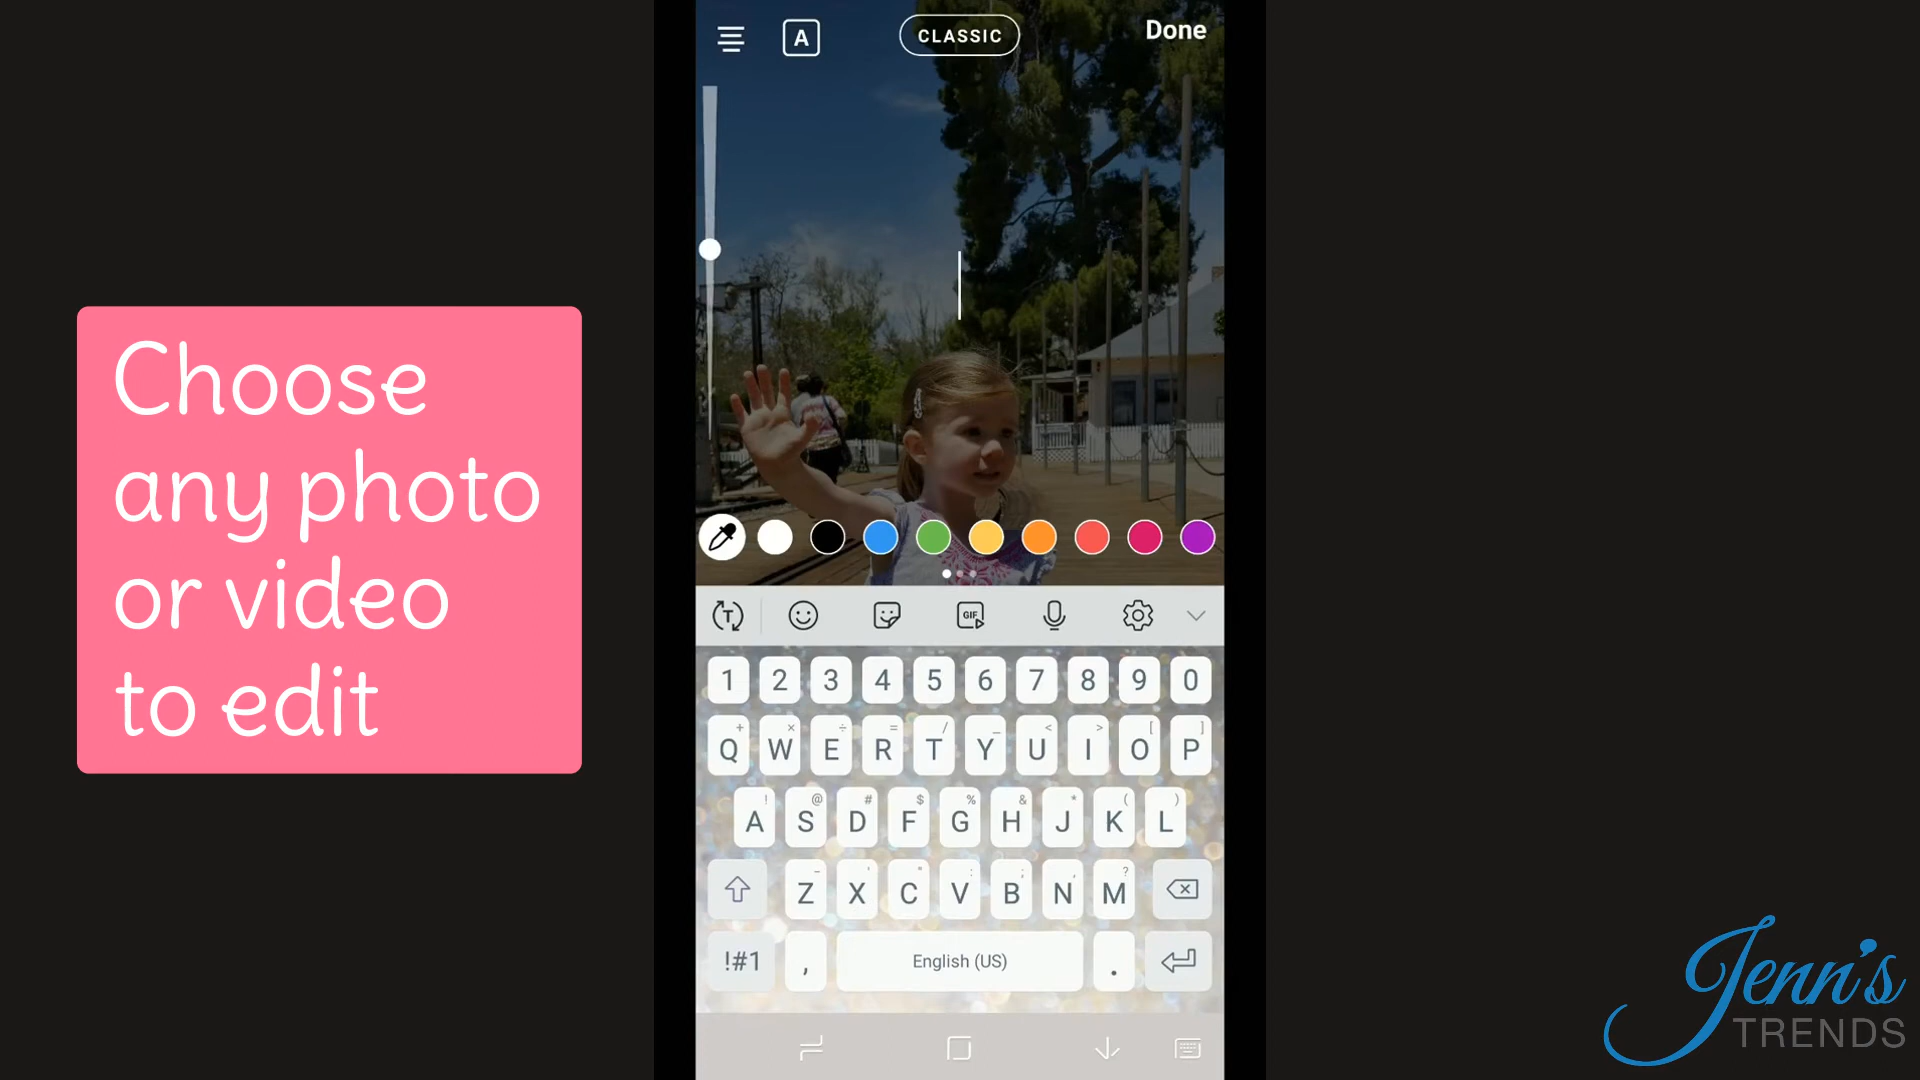 A
CLASSIC
Done
Choose
any photo
or video
to edit
T
GIF
1 2 3 4 5 6 7 8 9 0
+ × ÷ = / _ < > [ ]
Q W E R T Y U I O P
! @ # $ % & * ( )
A S D F G H J K L
- ' " : ; , ?
Z X C V B N M
!#1 , English (US) .
Jenn's
TRENDS